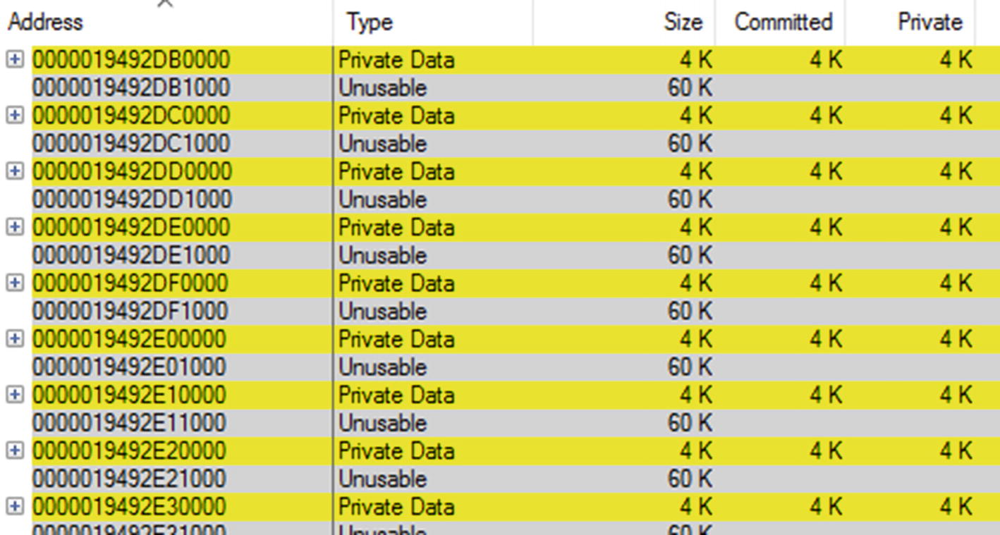 Address Type Size Committed Private
0000019492DB0000 Private Data 4 K 4 K 4 K
0000019492DB1000 Unusable 60 K
0000019492DC0000 Private Data 4 K 4 K 4 K
0000019492DC1000 Unusable 60 K
0000019492DD0000 Private Data 4 K 4 K 4 K
0000019492DD1000 Unusable 60 K
0000019492DE0000 Private Data 4 K 4 K 4 K
0000019492DE1000 Unusable 60 K
0000019492DF0000 Private Data 4 K 4 K 4 K
0000019492DF1000 Unusable 60 K
0000019492E00000 Private Data 4 K 4 K 4 K
0000019492E01000 Unusable 60 K
0000019492E10000 Private Data 4 K 4 K 4 K
0000019492E11000 Unusable 60 K
0000019492E20000 Private Data 4 K 4 K 4 K
0000019492E21000 Unusable 60 K
0000019492E30000 Private Data 4 K 4 K 4 K
0000019492E31000 Unusable 60 K